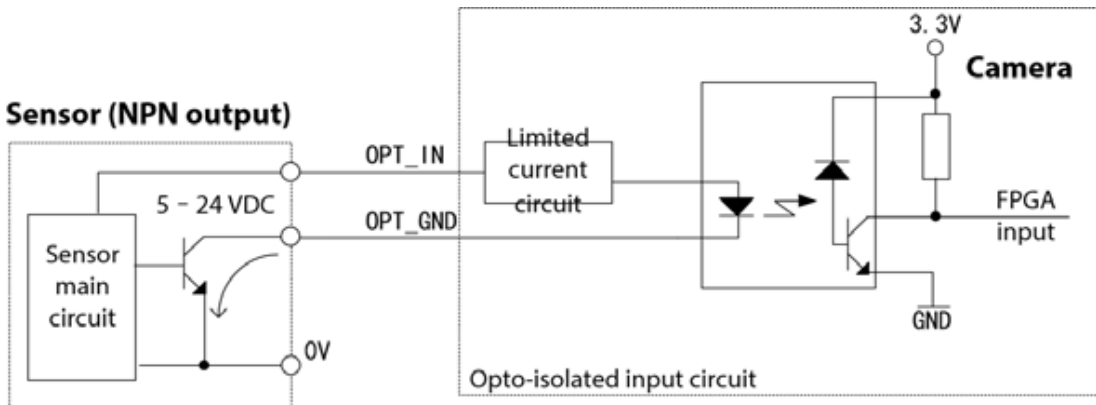 3. 3V
Camera
Sensor (NPN output)
OPT_IN
Limited
current
circuit
5 – 24 VDC
OPT_GND
FPGA
input
Sensor
main
circuit
GND
0V
Opto-isolated input circuit